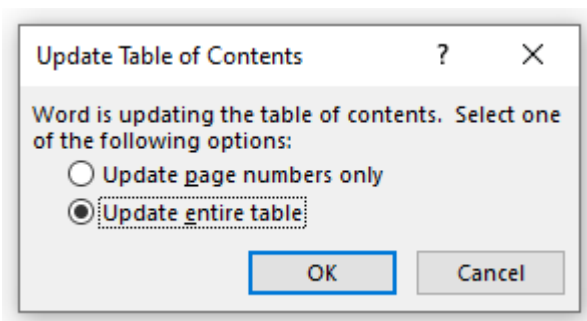 Update Table of Contents ? ×
Word is updating the table of contents. Select one
of the following options:
Update page numbers only
Update entire table
OK Cancel